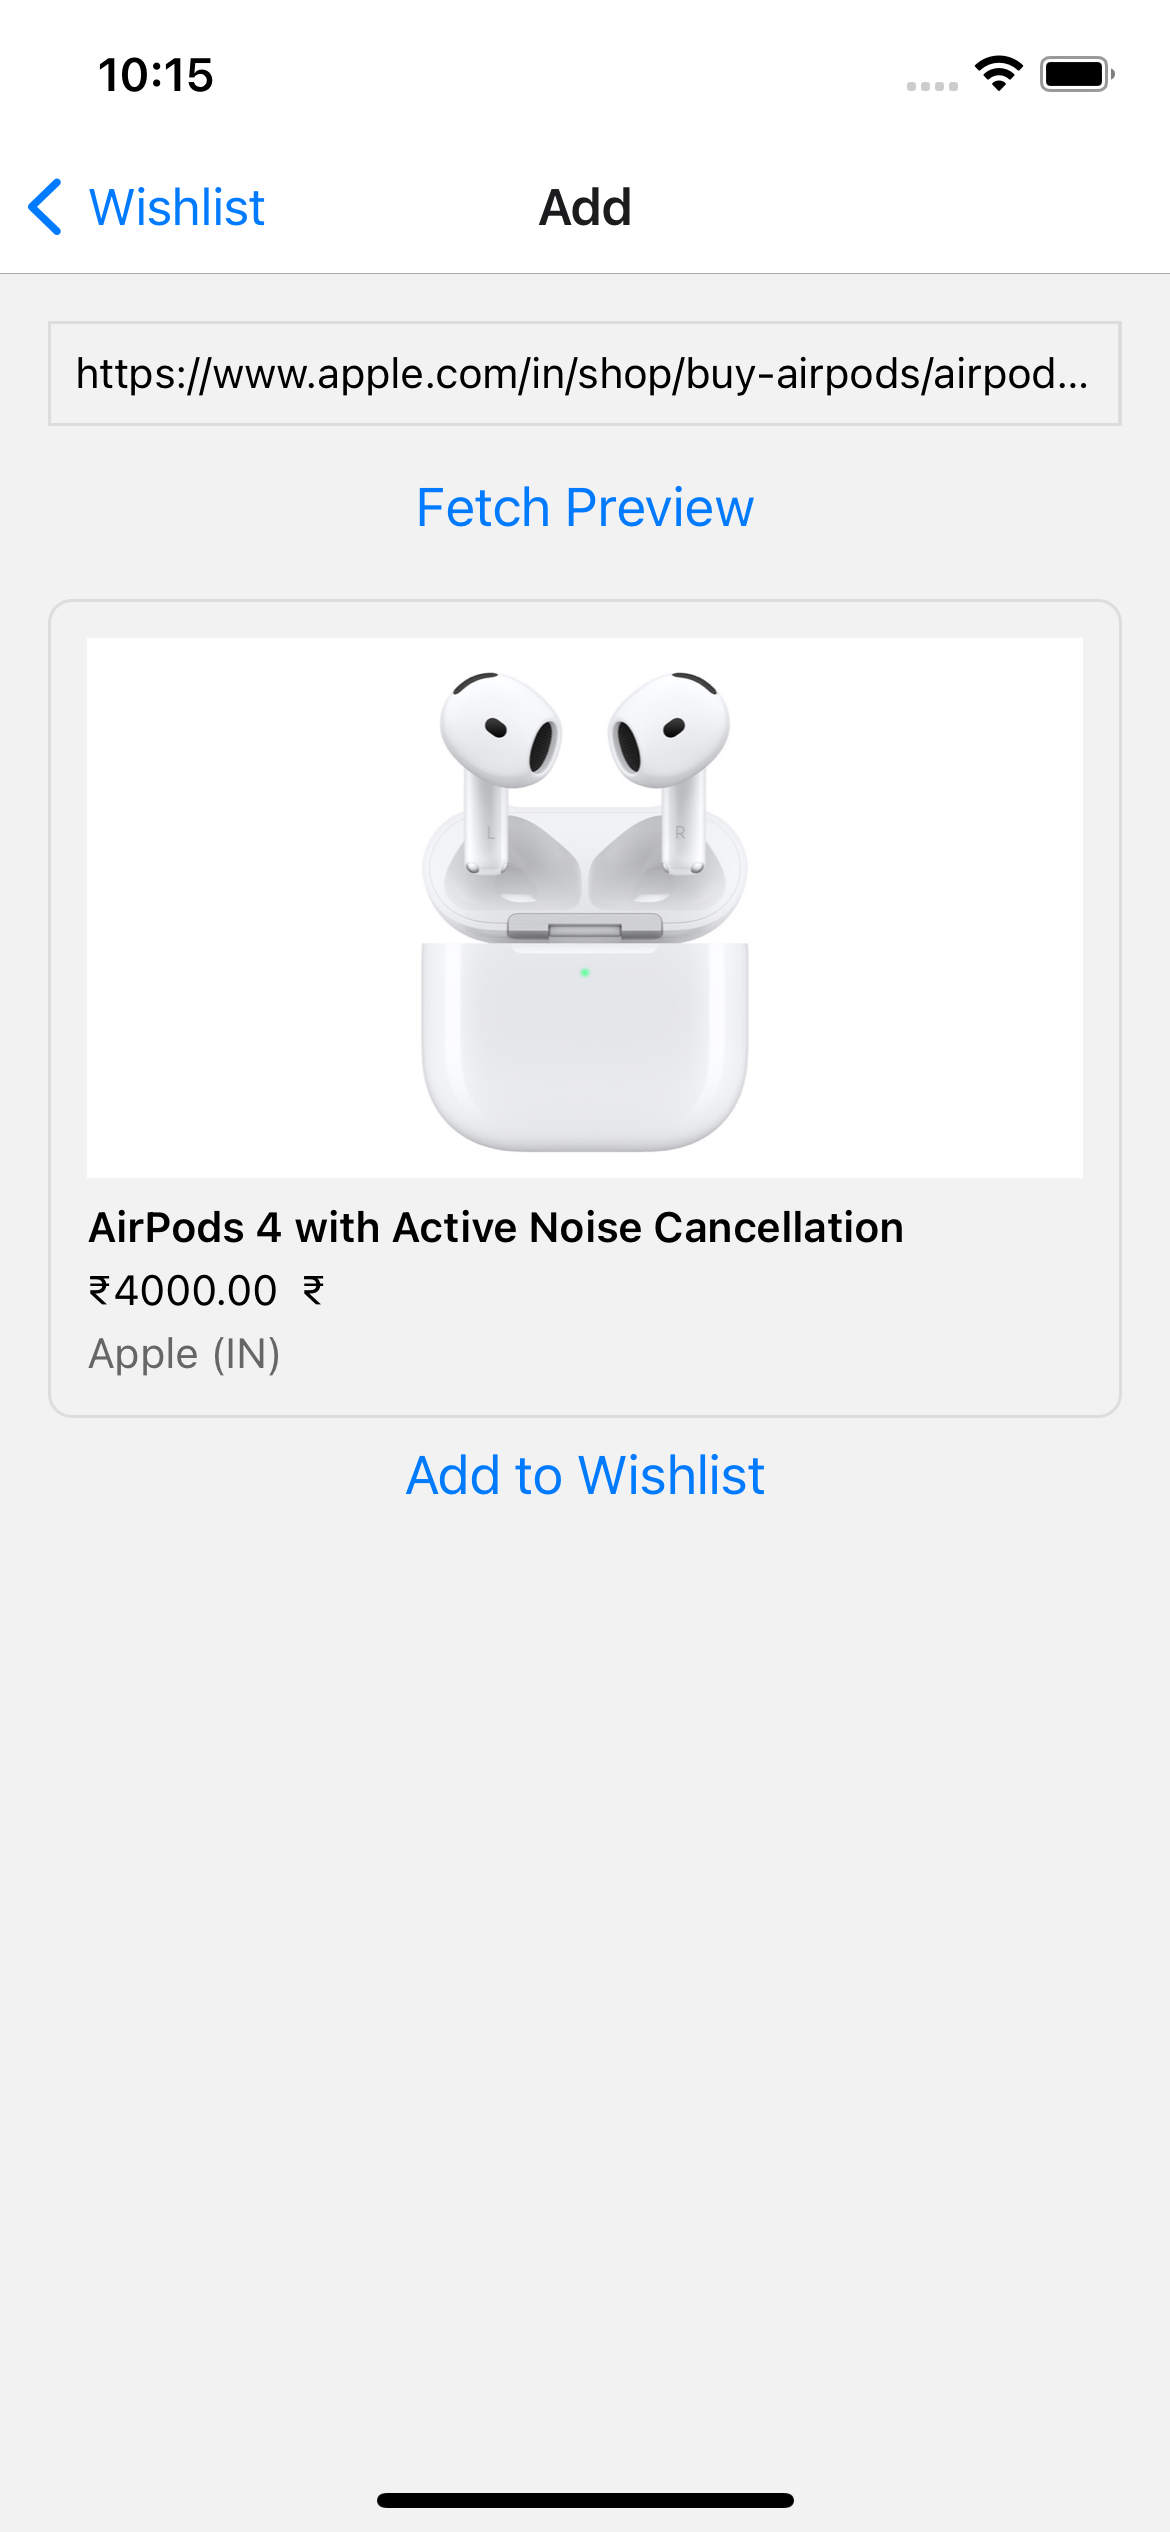 10:15
Wishlist
Add
https://www.apple.com/in/shop/buy-airpods/airpod...
Fetch Preview
L R
AirPods 4 with Active Noise Cancellation
₹4000.00 ₹
Apple (IN)
Add to Wishlist